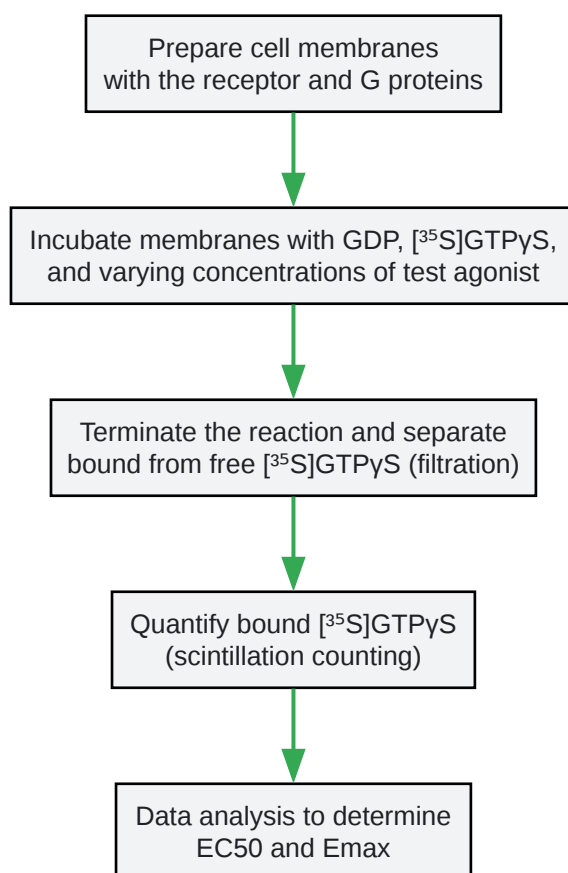 Prepare cell membranes
with the receptor and G proteins
Incubate membranes with GDP, [³⁵S]GTPγS,
and varying concentrations of test agonist
Terminate the reaction and separate
bound from free [³⁵S]GTPγS (filtration)
Quantify bound [³⁵S]GTPγS
(scintillation counting)
Data analysis to determine
EC50 and Emax